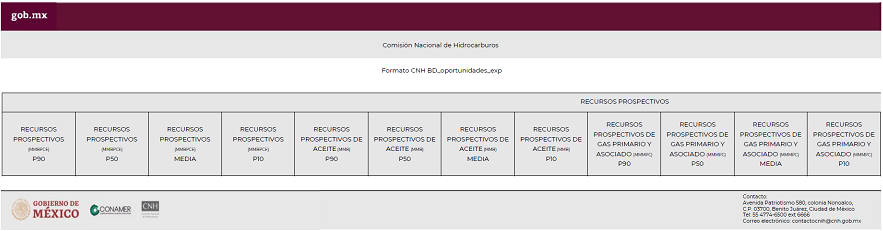 gob.mx
Comisión Nacional de Hidrocarburos
Formato CNH BD_oportunidades_exp
RECURSOS PROSPECTIVOS
RECURSOS
PROSPECTIVOS
(MMBPCE)
P90
RECURSOS
PROSPECTIVOS
(MMBPCE)
P50
RECURSOS
PROSPECTIVOS
(MMBPCE)
MEDIA
RECURSOS
PROSPECTIVOS
(MMBPCE)
P10
RECURSOS
PROSPECTIVOS DE
ACEITE (MMB)
P90
RECURSOS
PROSPECTIVOS DE
ACEITE (MMB)
P50
RECURSOS
PROSPECTIVOS DE
ACEITE (MMB)
MEDIA
RECURSOS
PROSPECTIVOS DE
ACEITE (MMB)
P10
RECURSOS
PROSPECTIVOS DE
GAS PRIMARIO Y
ASOCIADO (MMMPC)
P90
RECURSOS
PROSPECTIVOS DE
GAS PRIMARIO Y
ASOCIADO (MMMPC)
P50
RECURSOS
PROSPECTIVOS DE
GAS PRIMARIO Y
ASOCIADO (MMMPC)
MEDIA
RECURSOS
PROSPECTIVOS DE
GAS PRIMARIO Y
ASOCIADO (MMMPC)
P10
GOBIERNO DE
MÉXICO
CONAMER
CNH
Contacto:
Avenida Patriotismo 580, colonia Nonoalco,
C.P. 03700, Benito Juárez, Ciudad de México
Tel: 55 4774-6500 ext 6666
Correo electrónico: contactocnih@cnh.gob.mx